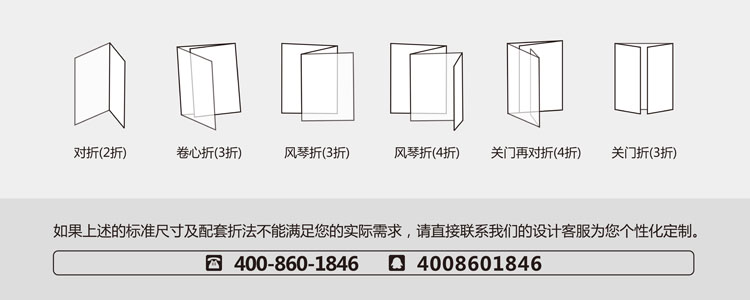 对折(2折) 卷心折(3折) 风琴折(3折) 风琴折(4折) 关门再对折(4折) 关门折(3折)
如果上述的标准尺寸及配套折法不能满足您的实际需求，请直接联系我们的设计客服为您个性化定制。
400-860-1846 4008601846